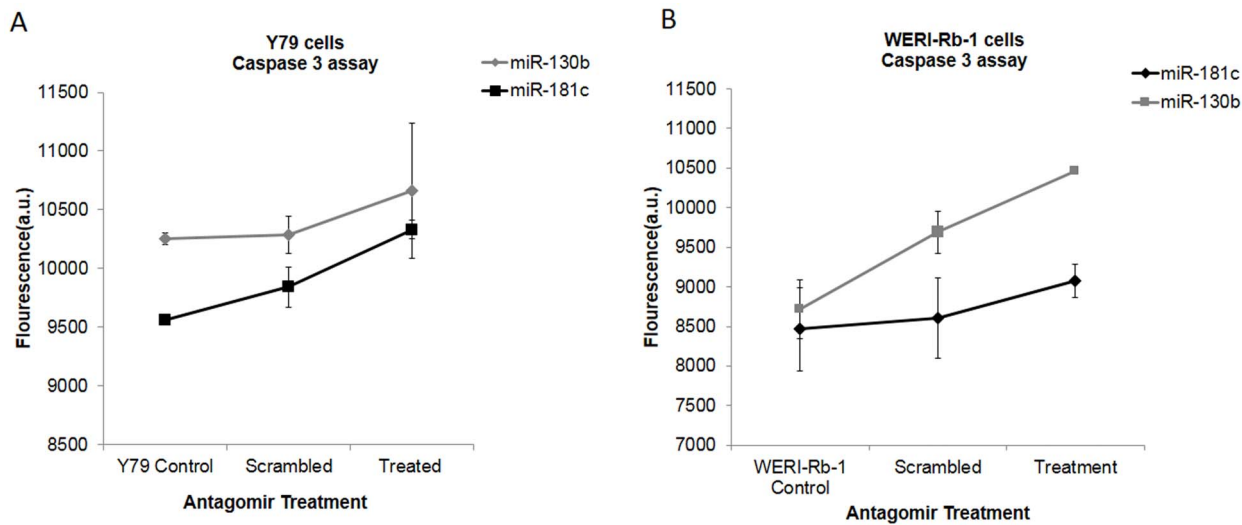 A
Y79 cells
Caspase 3 assay
miR-130b
miR-181c
11500
11000
10500
10000
9500
9000
8500
Flourescence(a.u.)
Y79 Control
Scrambled
Treated
Antagomir Treatment
B
WERI-Rb-1 cells
Caspase 3 assay
miR-181c
miR-130b
11500
11000
10500
10000
9500
9000
8500
8000
7500
7000
Flourescence(a.u.)
WERI-Rb-1
Control
Scrambled
Treatment
Antagomir Treatment